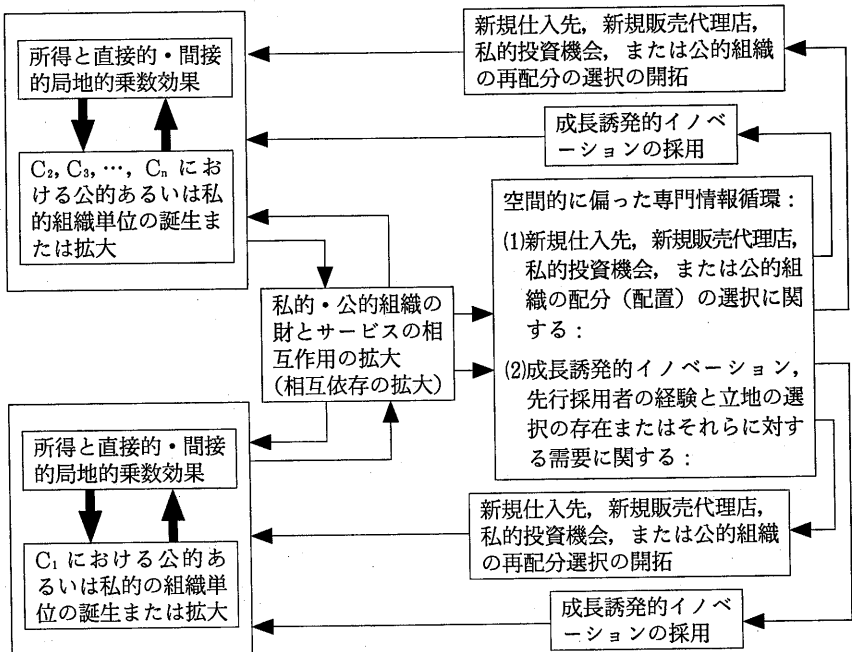 所得と直接的・間接
的局地的乗数効果
C₂, C₃, …, Cₙ にお
ける公的あるいは私
的組織単位の誕生ま
たは拡大
新規仕入先，新規販売代理店，
私的投資機会，または公的組織
の再配分の選択の開拓
成長誘発的イノベー
ションの採用
私的・公的組織の
財とサービスの相
互作用の拡大
（相互依存の拡大）
空間的に偏った専門情報循環：
⑴新規仕入先，新規販売代理店，
私的投資機会，または公的組
織の配分（配置）の選択に関
する：
⑵成長誘発的イノベーション，
先行採用者の経験と立地の選
択の存在またはそれらに対す
る需要に関する：
所得と直接的・間接
的局地的乗数効果
C₁ における公的あ
るいは私的の組織単
位の誕生または拡大
新規仕入先，新規販売代理店，
私的投資機会，または公的組織
の再配分選択の開拓
成長誘発的イノベ
ーションの採用